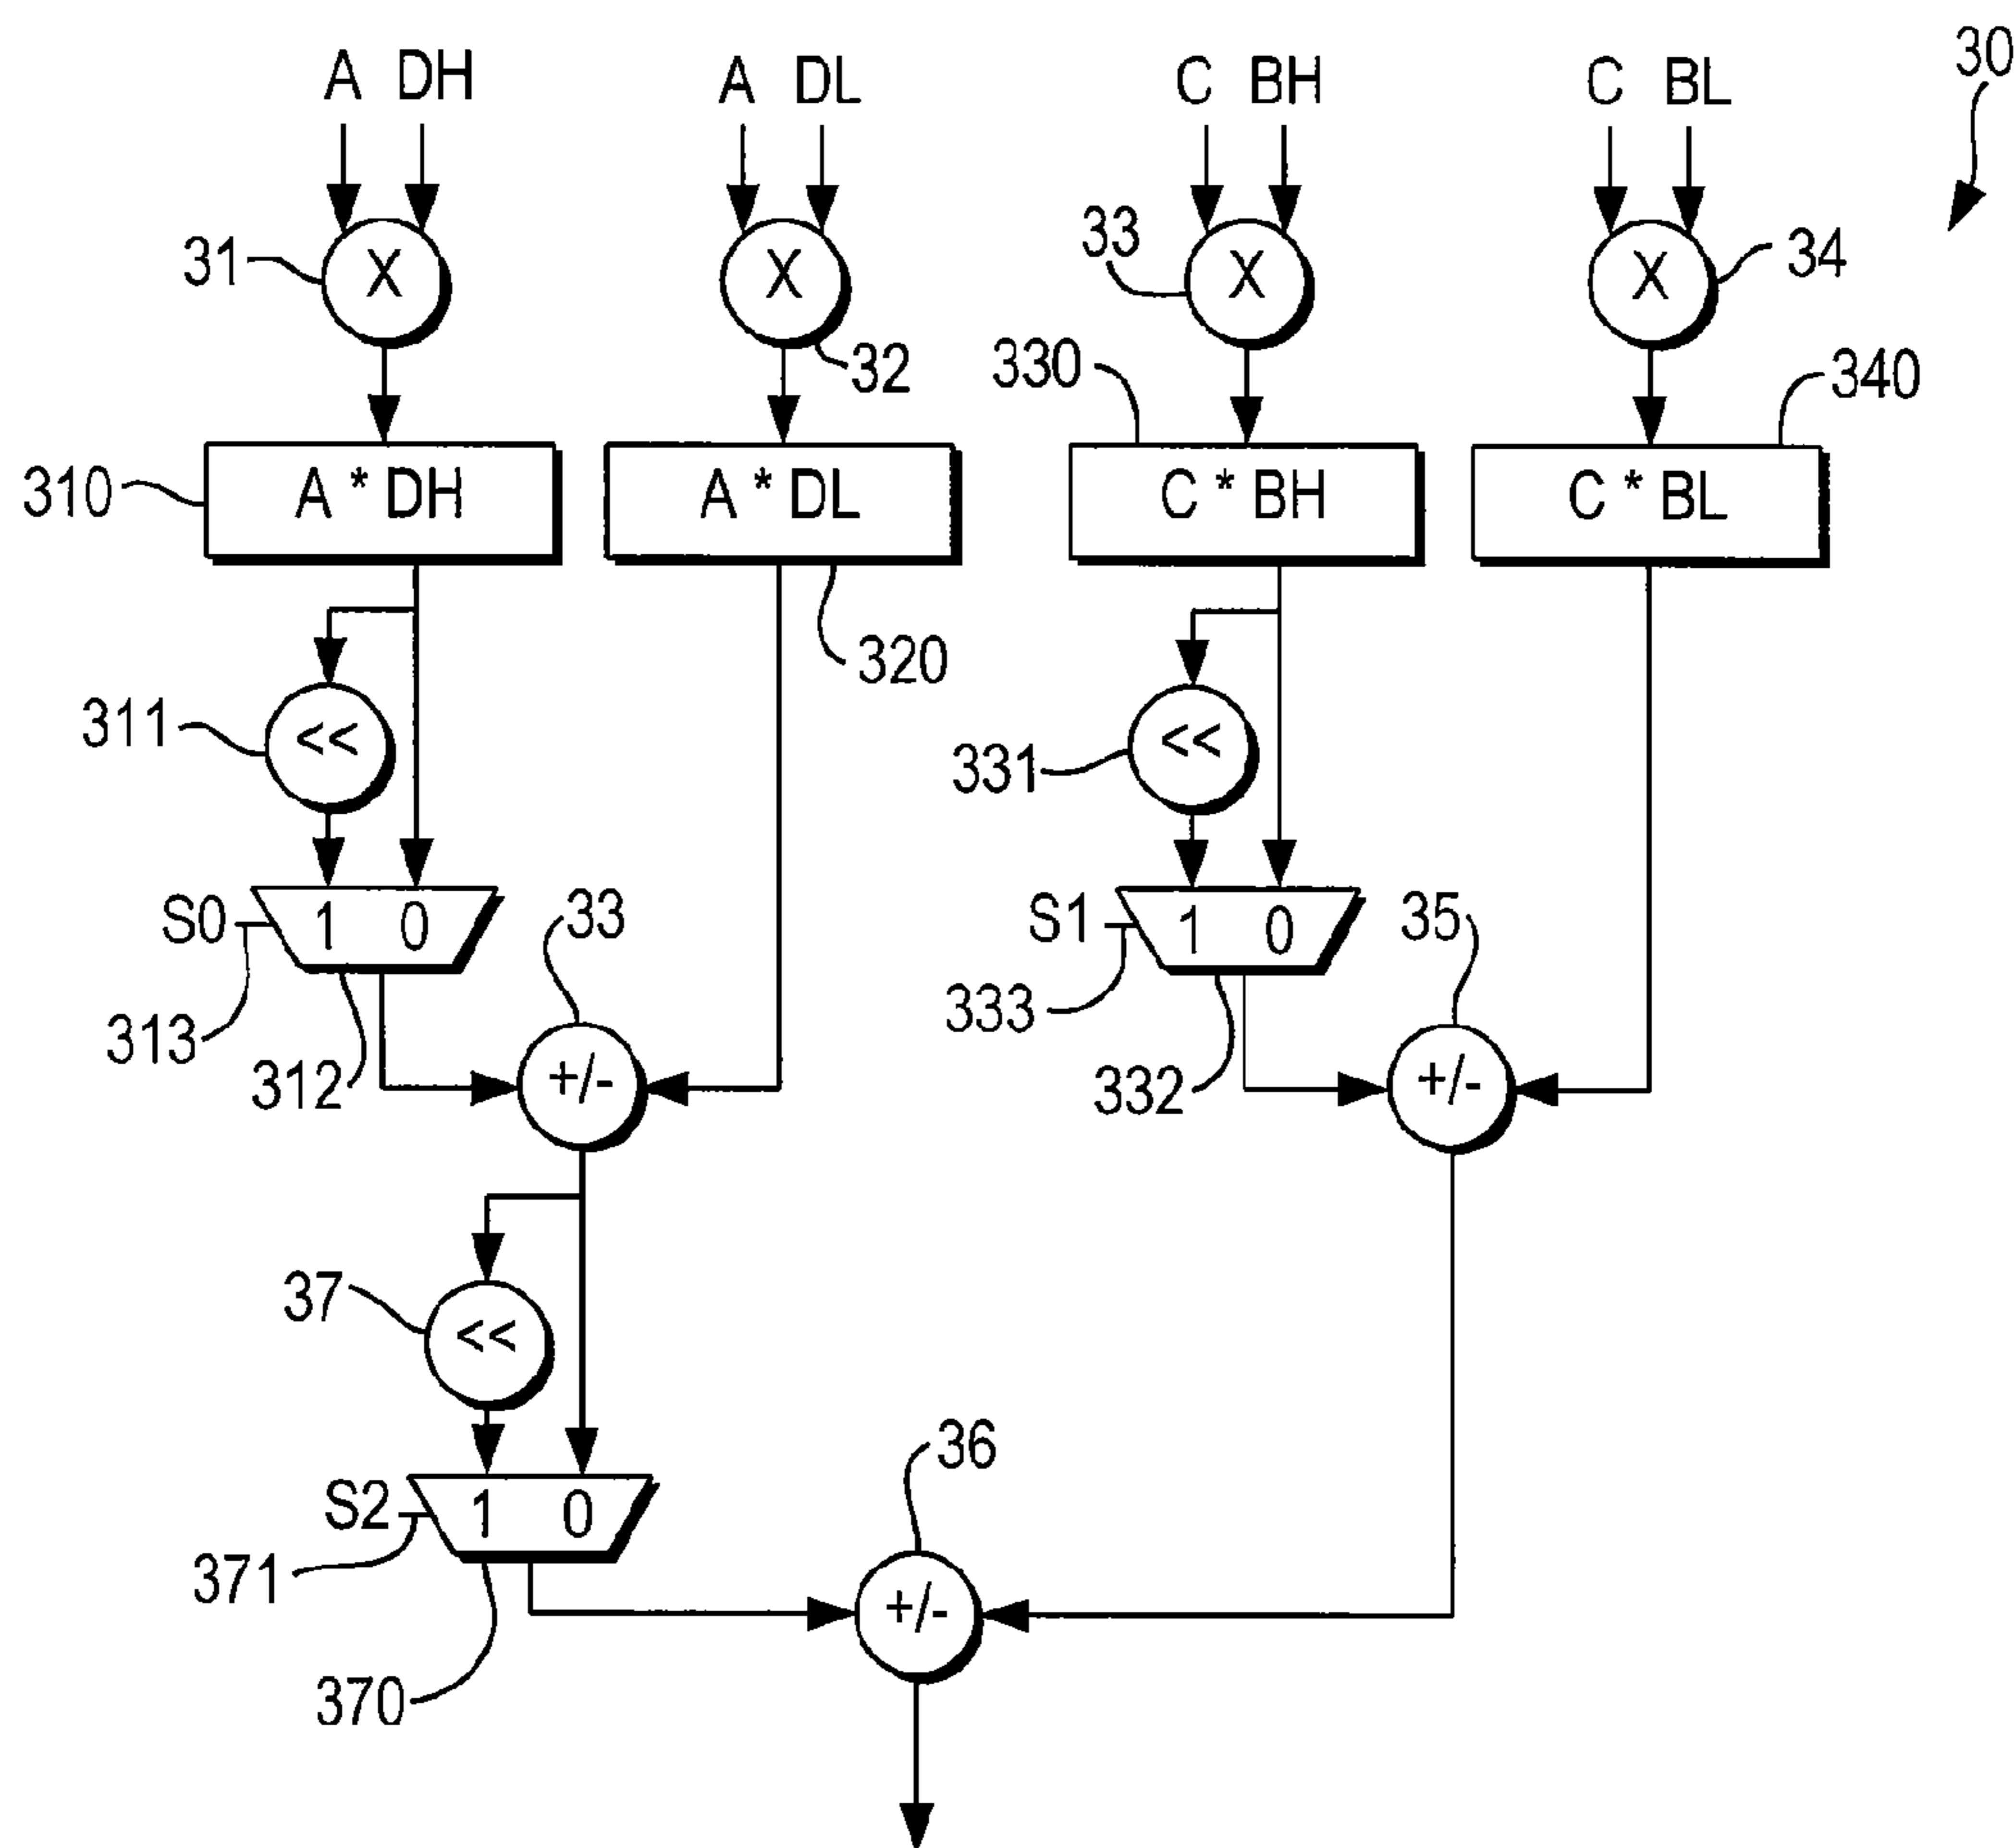 30
A DH
A DL
C BH
C BL
31
X
X
32
33
X
X
34
330
340
310
A * DH
A * DL
C * BH
C * BL
320
311
<<
331
<<
S0
1 0
33
S1
1 0
35
313
312
+/-
333
332
+/-
37
<<
36
S2
1 0
371
370
+/-